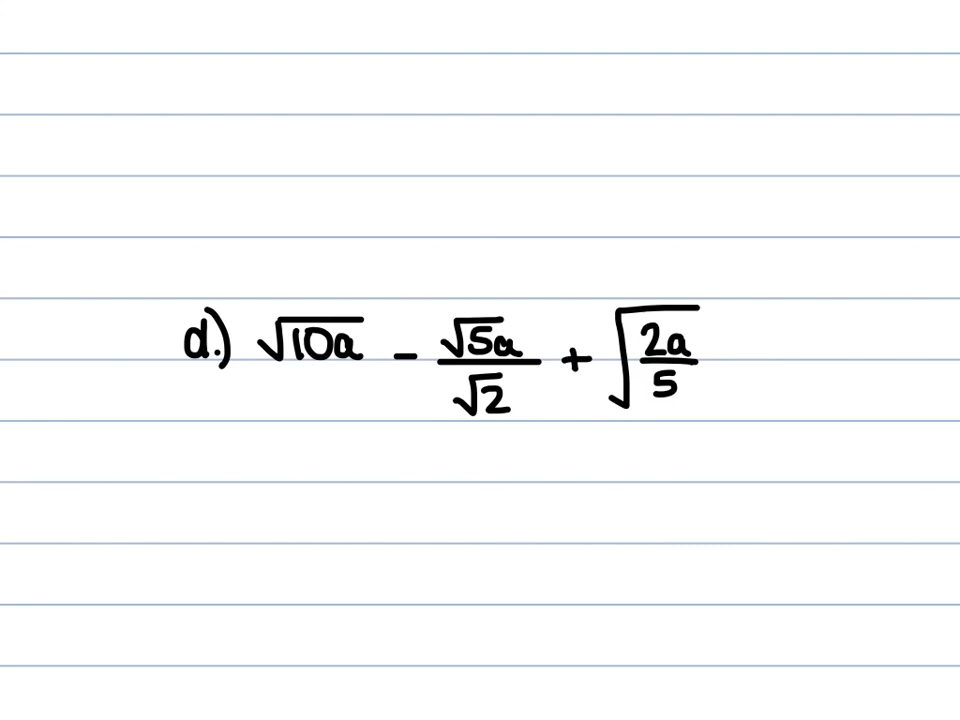 d.) √10a - √5a/√2 + √(2a/5)